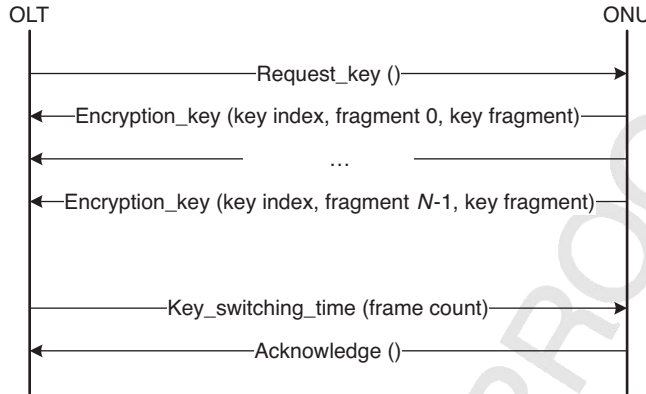 OLT ONU
Request_key ()
Encryption_key (key index, fragment 0, key fragment)
...
Encryption_key (key index, fragment N-1, key fragment)
Key_switching_time (frame count)
Acknowledge ()
PROO